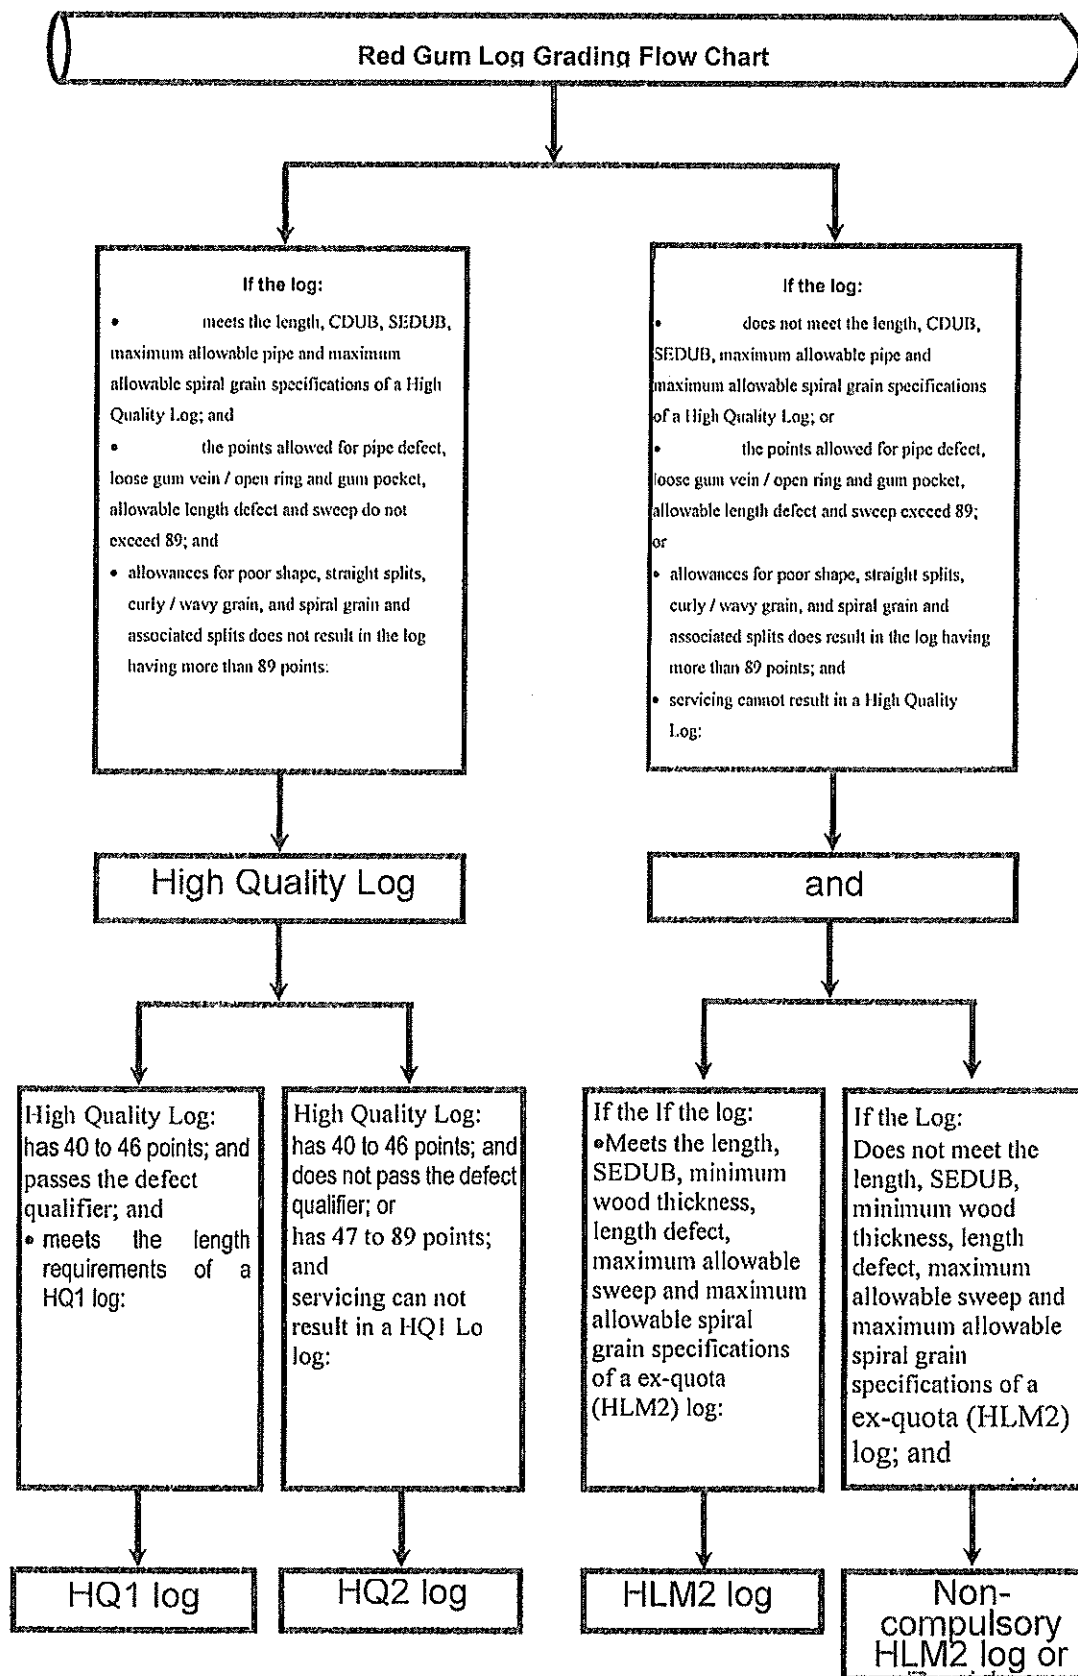 Red Gum Log Grading Flow Chart
If the log:
• meets the length, CDUB, SEDUB,
maximum allowable pipe and maximum
allowable spiral grain specifications of a High
Quality Log; and
• the points allowed for pipe defect,
loose gum vein / open ring and gum pocket,
allowable length defect and sweep do not
exceed 89; and
• allowances for poor shape, straight splits,
curly / wavy grain, and spiral grain and
associated splits does not result in the log
having more than 89 points:
If the log:
• does not meet the length, CDUB,
SEDUB, maximum allowable pipe and
maximum allowable spiral grain specifications
of a High Quality Log; or
• the points allowed for pipe defect,
loose gum vein / open ring and gum pocket,
allowable length defect and sweep exceed 89;
or
• allowances for poor shape, straight splits,
curly / wavy grain, and spiral grain and
associated splits does result in the log having
more than 89 points; and
• servicing cannot result in a High Quality
Log:
High Quality Log
and
High Quality Log:
has 40 to 46 points; and
passes the defect
qualifier; and
• meets the length
requirements of a
HQ1 log:
High Quality Log:
has 40 to 46 points; and
does not pass the defect
qualifier; or
has 47 to 89 points;
and
servicing can not
result in a HQ1 Lo
log:
If the If the log:
•Meets the length,
SEDUB, minimum
wood thickness,
length defect,
maximum allowable
sweep and maximum
allowable spiral
grain specifications
of a ex-quota
(HLM2) log:
If the Log:
Does not meet the
length, SEDUB,
minimum wood
thickness, length
defect, maximum
allowable sweep and
maximum allowable
spiral grain
specifications of a
ex-quota (HLM2)
log; and
HQ1 log
HQ2 log
HLM2 log
Non-
compulsory
HLM2 log or